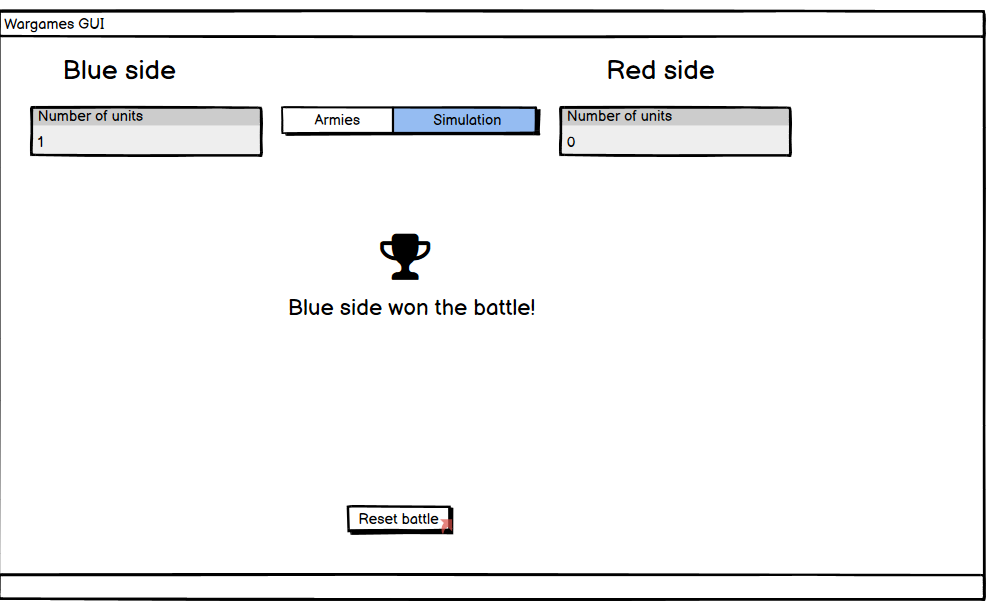 Wargames GUI
Blue side
Red side
Number of units
1
Armies
Simulation
Number of units
0
Blue side won the battle!
Reset battle